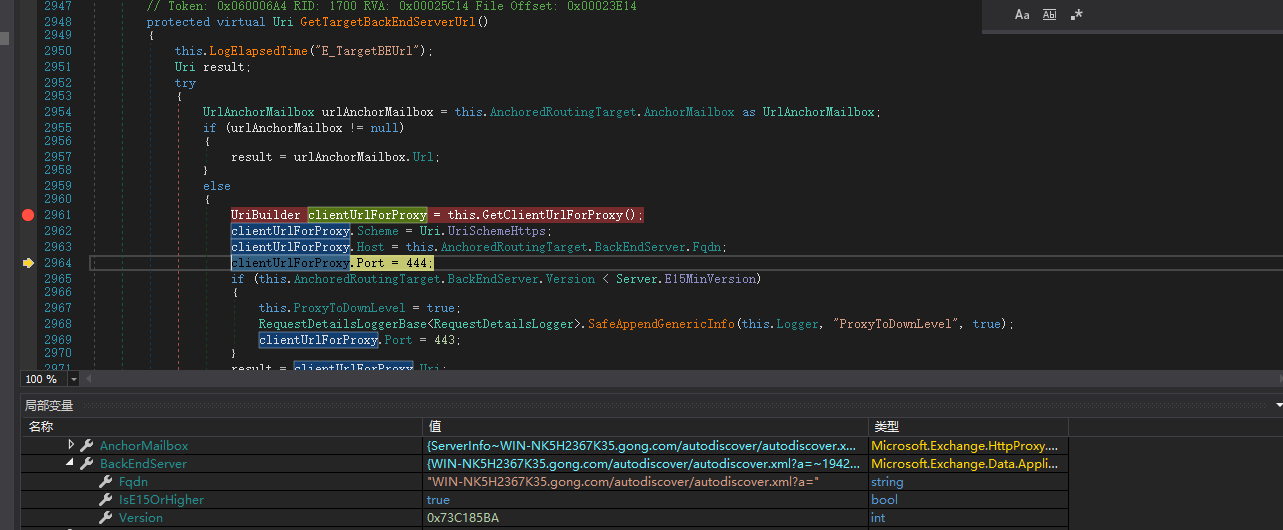 2947 // Token: 0x060006A4 RID: 1700 RVA: 0x00025C14 File Offset: 0x00023E14
2948 protected virtual Uri GetTargetBackEndServerUrl()
2949 {
2950 this.LogElapsedTime("E_TargetBEUrl");
2951 Uri result;
2952 try
2953 {
2954 UrlAnchorMailbox urlAnchorMailbox = this.AnchoredRoutingTarget.AnchorMailbox as UrlAnchorMailbox;
2955 if (urlAnchorMailbox != null)
2956 {
2957 result = urlAnchorMailbox.Url;
2958 }
2959 else
2960 {
2961 UriBuilder clientUrlForProxy = this.GetClientUrlForProxy();
2962 clientUrlForProxy.Scheme = Uri.UriSchemeHttps;
2963 clientUrlForProxy.Host = this.AnchoredRoutingTarget.BackEndServer.Fqdn;
2964 clientUrlForProxy.Port = 444;
2965 if (this.AnchoredRoutingTarget.BackEndServer.Version < Server.E15MinVersion)
2966 {
2967 this.ProxyToDownLevel = true;
2968 RequestDetailsLoggerBase<RequestDetailsLogger>.SafeAppendGenericInfo(this.Logger, "ProxyToDownLevel", true);
2969 clientUrlForProxy.Port = 443;
2970 }
2971 result = clientUrlForProxy.Uri;
Aa Ab .*
100 %
局部变量
名称 值 类型
AnchorMailbox {ServerInfo~WIN-NK5H2367K35.gong.com/autodiscover/autodiscover.x... Microsoft.Exchange.HttpProxy....
BackEndServer {WIN-NK5H2367K35.gong.com/autodiscover/autodiscover.xml?a=~1942... Microsoft.Exchange.Data.Appli...
Fqdn "WIN-NK5H2367K35.gong.com/autodiscover/autodiscover.xml?a=" string
IsE15OrHigher true bool
Version 0x73C185BA int